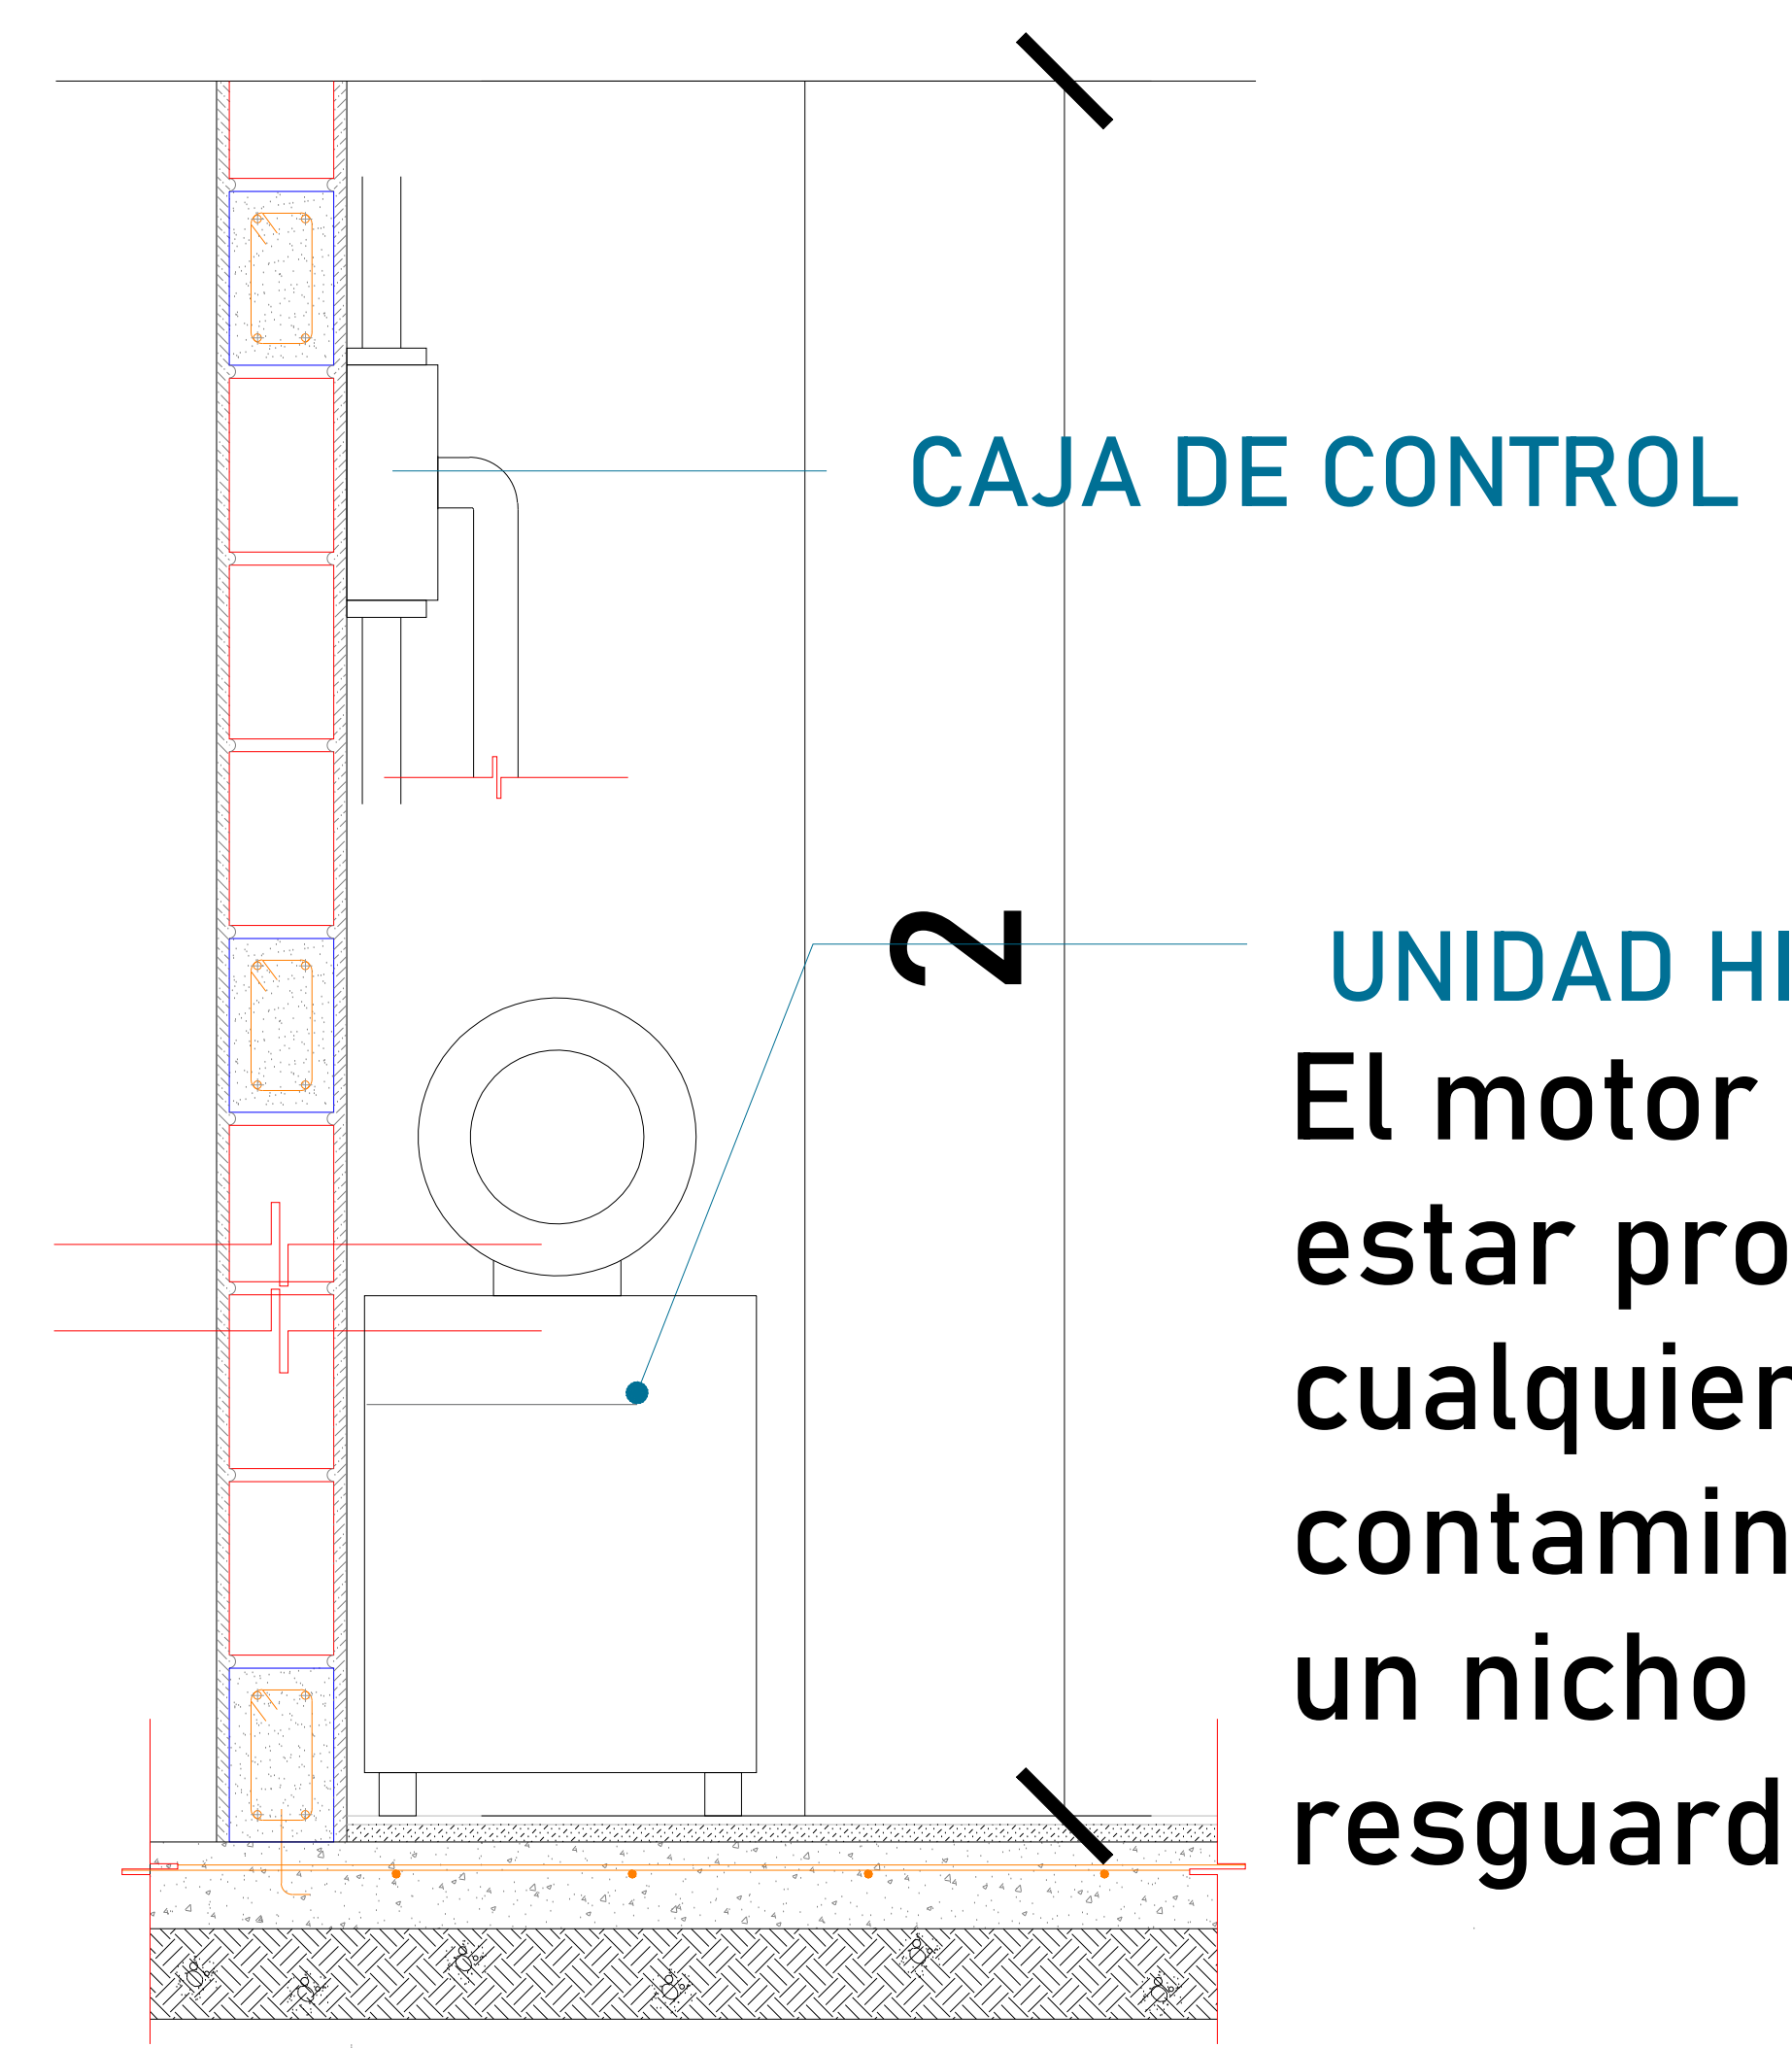 CAJA DE CONTROL
2
UNIDAD HI
El motor
estar pro
cualquier
contamin
un nicho
resguard